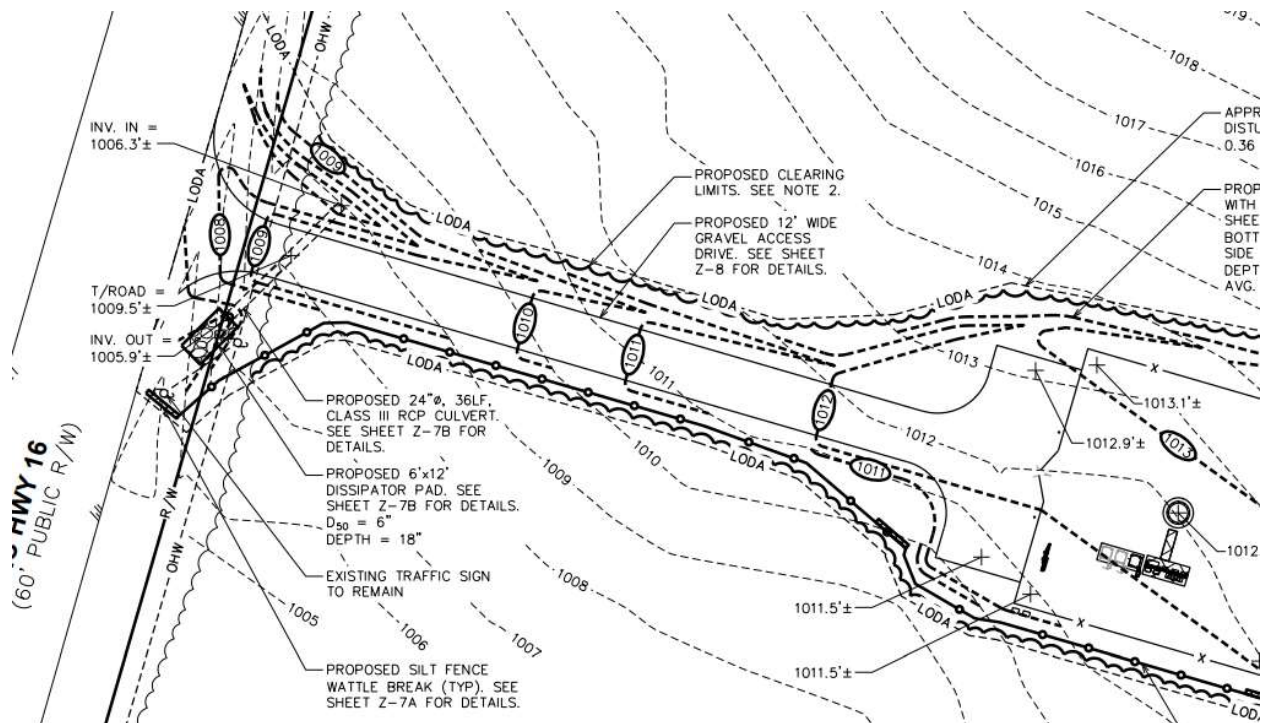 LODA
OHW
INV. IN =
1006.3'±
1009
LODA
1008
1009
LODA
T/ROAD =
1009.5'±
INV. OUT =
1005.9'±
LODA
PROPOSED CLEARING
LIMITS. SEE NOTE 2.
PROPOSED 12' WIDE
GRAVEL ACCESS
DRIVE. SEE SHEET
Z-8 FOR DETAILS.
1018
1017
1016
1015
1014
1013
APPR
DISTU
0.36
PROP
WITH
SHEE
BOTT
SIDE
DEPT
AVG.
LODA
LODA
1010
1011
1011
1012
1012
1013.1'±
1012.9'±
1013
X
LODA
PROPOSED 24"ø, 36LF,
CLASS III RCP CULVERT.
SEE SHEET Z-7B FOR
DETAILS.
PROPOSED 6'x12'
DISSIPATOR PAD. SEE
SHEET Z-7B FOR DETAILS.
D50 = 6"
DEPTH = 18"
EXISTING TRAFFIC SIGN
TO REMAIN
PROPOSED SILT FENCE
WATTLE BREAK (TYP). SEE
SHEET Z-7A FOR DETAILS.
HWY 16
(60' PUBLIC R/W)
R/W
OHW
1005
1006
1007
1008
1009
1010
LODA
1011
1011.5'±
1011.5'±
1012
LODA
X
X
LODA